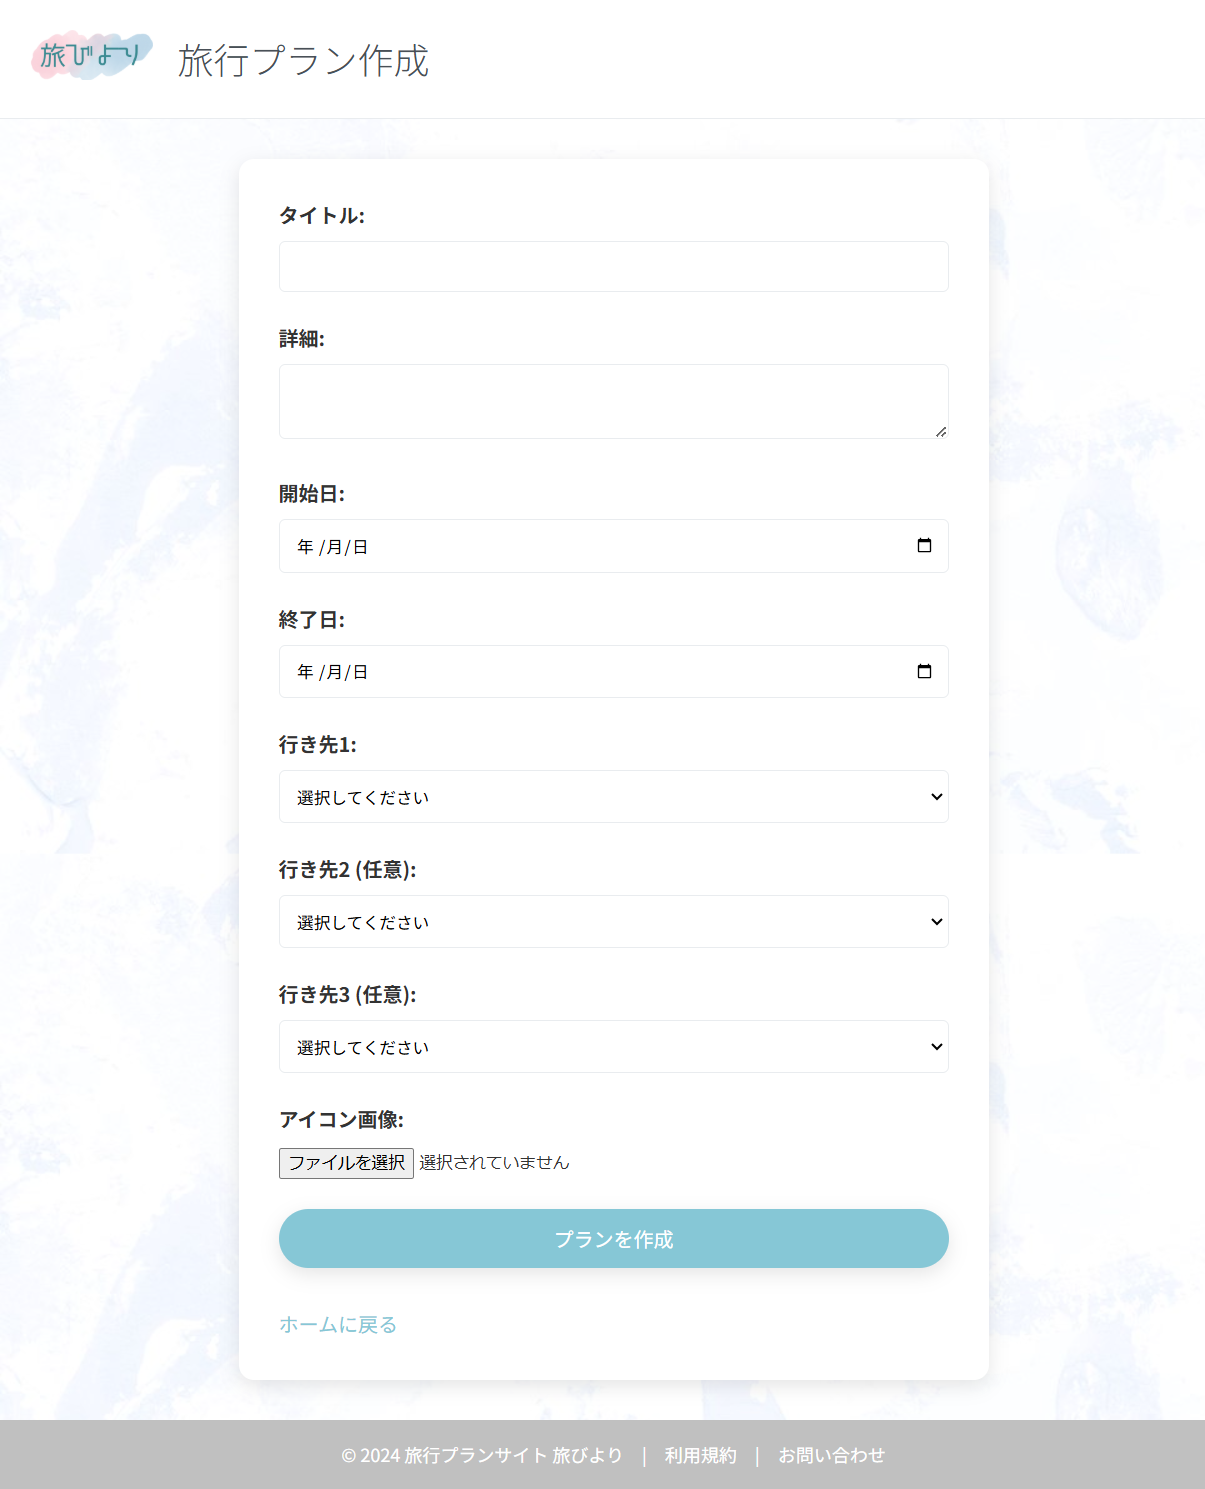 旅びより
旅行プラン作成
タイトル:
詳細:
開始日:
年 /月/日
終了日:
年 /月/日
行き先1:
選択してください
行き先2 (任意):
選択してください
行き先3 (任意):
選択してください
アイコン画像:
ファイルを選択 選択されていません
プランを作成
ホームに戻る
© 2024 旅行プランサイト 旅びより | 利用規約 | お問い合わせ